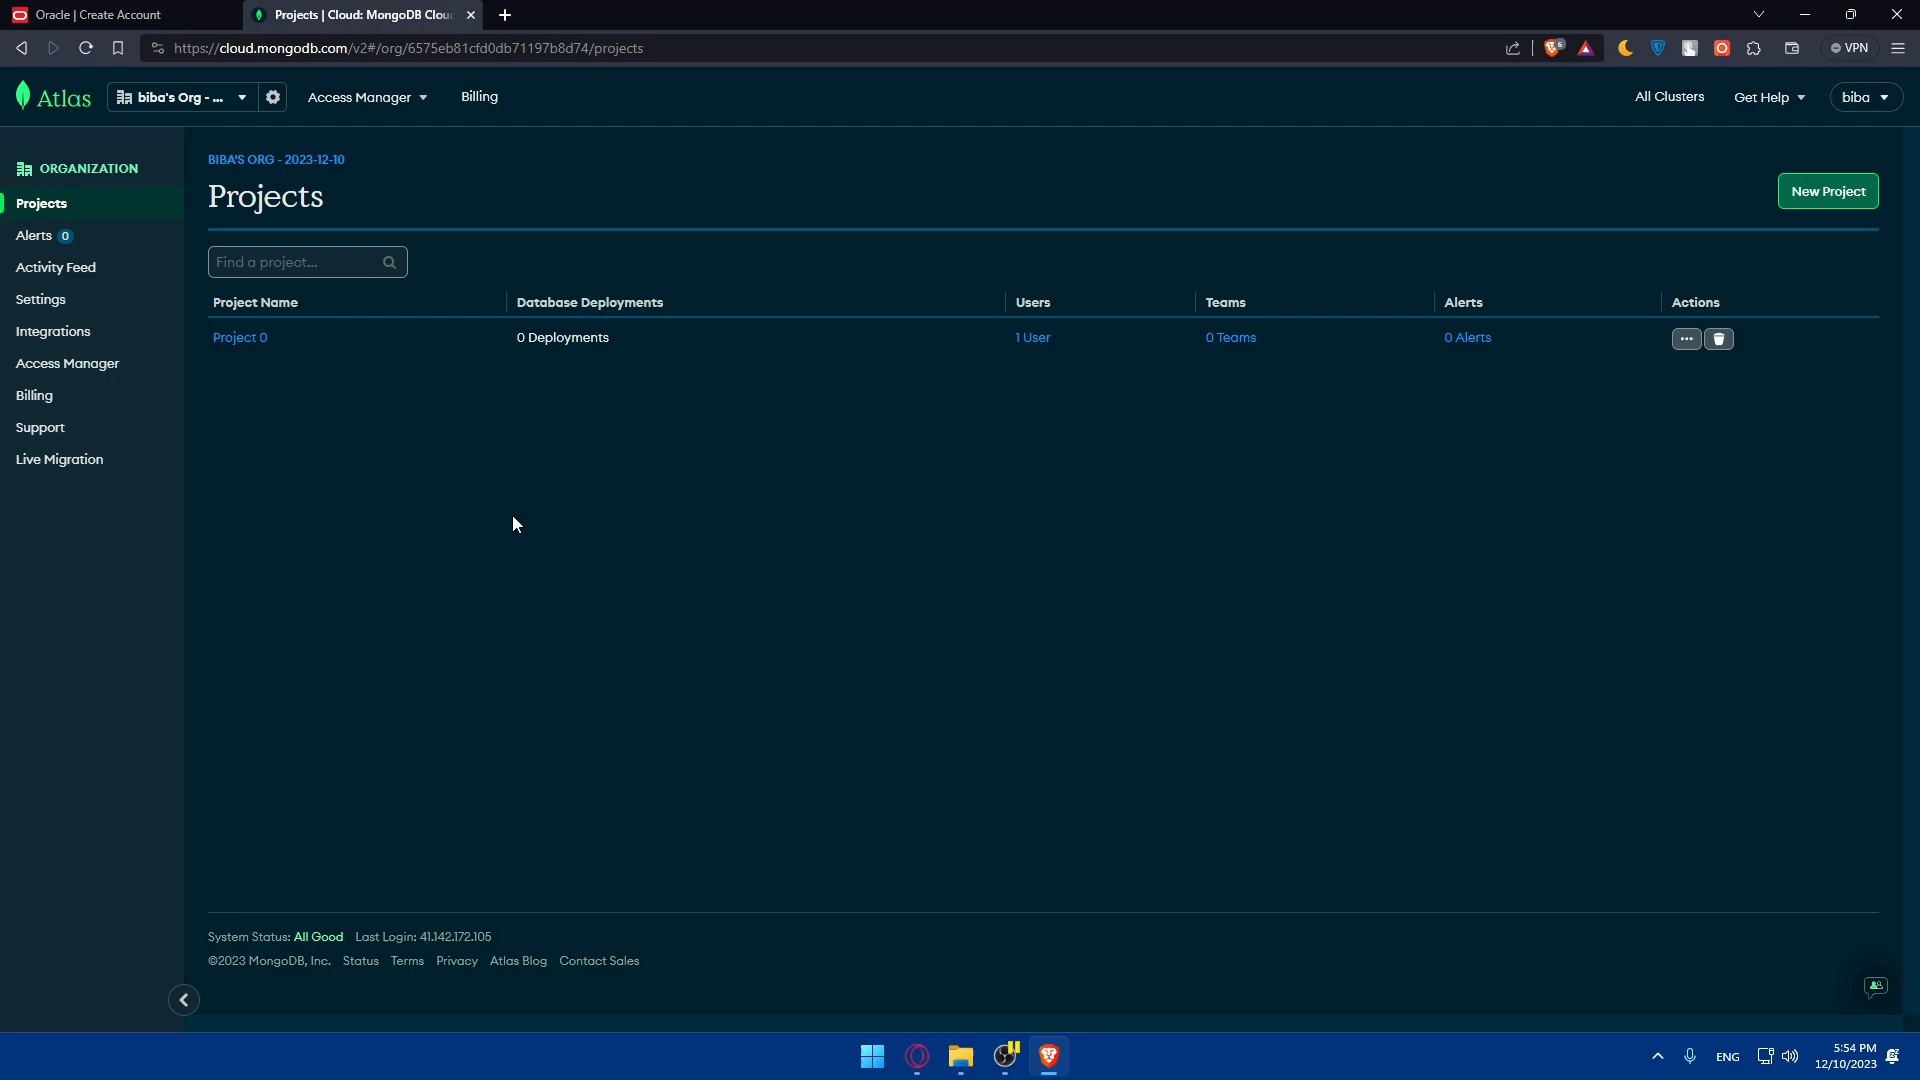 Oracle | Create Account
Projects | Cloud: MongoDB Clou
https://cloud.mongodb.com/v2#/org/6575eb81cfd0db71197b8d74/projects
6
VPN
Atlas
biba's Org - ...
Access Manager
Billing
All Clusters
Get Help
biba
ORGANIZATION
Projects
Alerts 0
Activity Feed
Settings
Integrations
Access Manager
Billing
Support
Live Migration
BIBA'S ORG - 2023-12-10
Projects
New Project
Find a project...
Project Name Database Deployments Users Teams Alerts Actions
Project 0 0 Deployments 1 User 0 Teams 0 Alerts
System Status: All Good Last Login: 41.142.172.105
©2023 MongoDB, Inc. Status Terms Privacy Atlas Blog Contact Sales
ENG
5:54 PM
12/10/2023